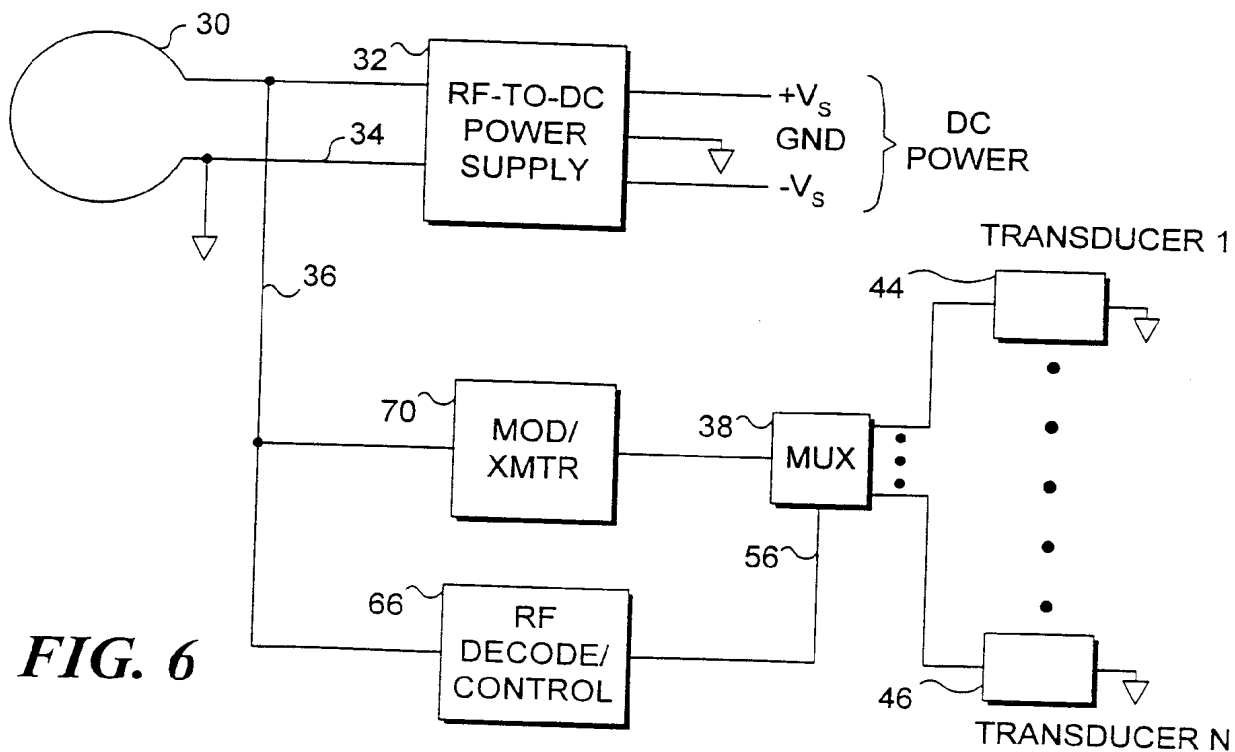 30
32
RF-TO-DC
POWER
SUPPLY
34
+VS
GND
-VS
DC
POWER
36
TRANSDUCER 1
44
70
MOD/
XMTR
38
MUX
56
66
RF
DECODE/
CONTROL
46
TRANSDUCER N
FIG. 6